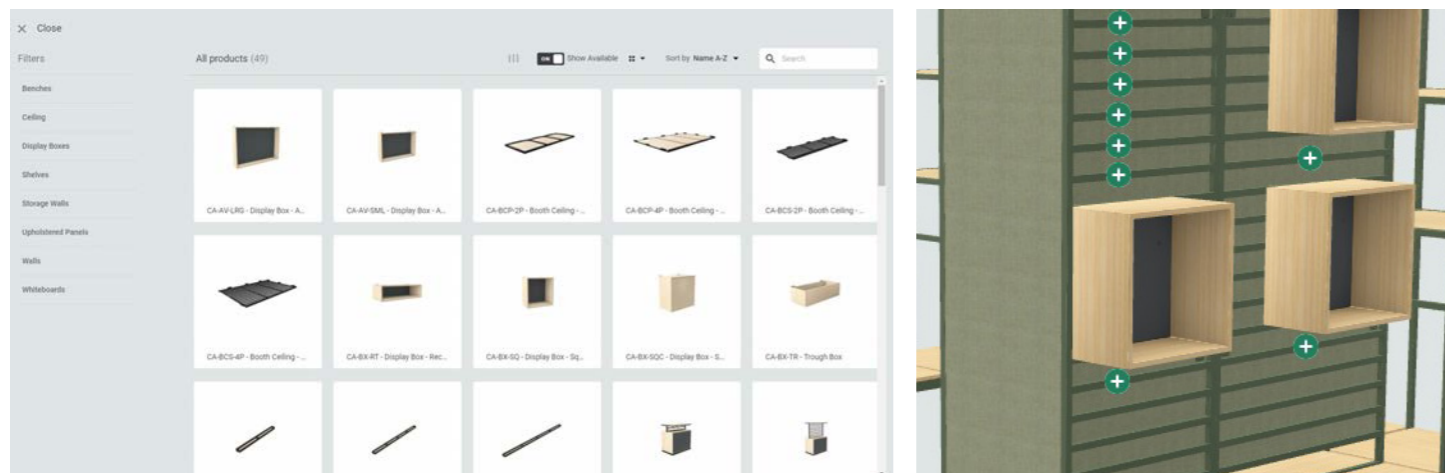 Close
Filters
All products (49)
ON Show Available
Sort by Name A-Z
Search
Benches
Ceiling
Display Boxes
Shelves
Storage Walls
Upholstered Panels
Walls
Whiteboards
CA-AV-LRG - Display Box - A...
CA-AV-SML - Display Box - A...
CA-BCP-2P - Booth Ceiling - ...
CA-BCP-4P - Booth Ceiling - ...
CA-BCS-2P - Booth Ceiling - ...
CA-BCS-4P - Booth Ceiling - ...
CA-BX-RT - Display Box - Rec...
CA-BX-SQ - Display Box - Sq...
CA-BX-SQC - Display Box - S...
CA-BX-TR - Trough Box